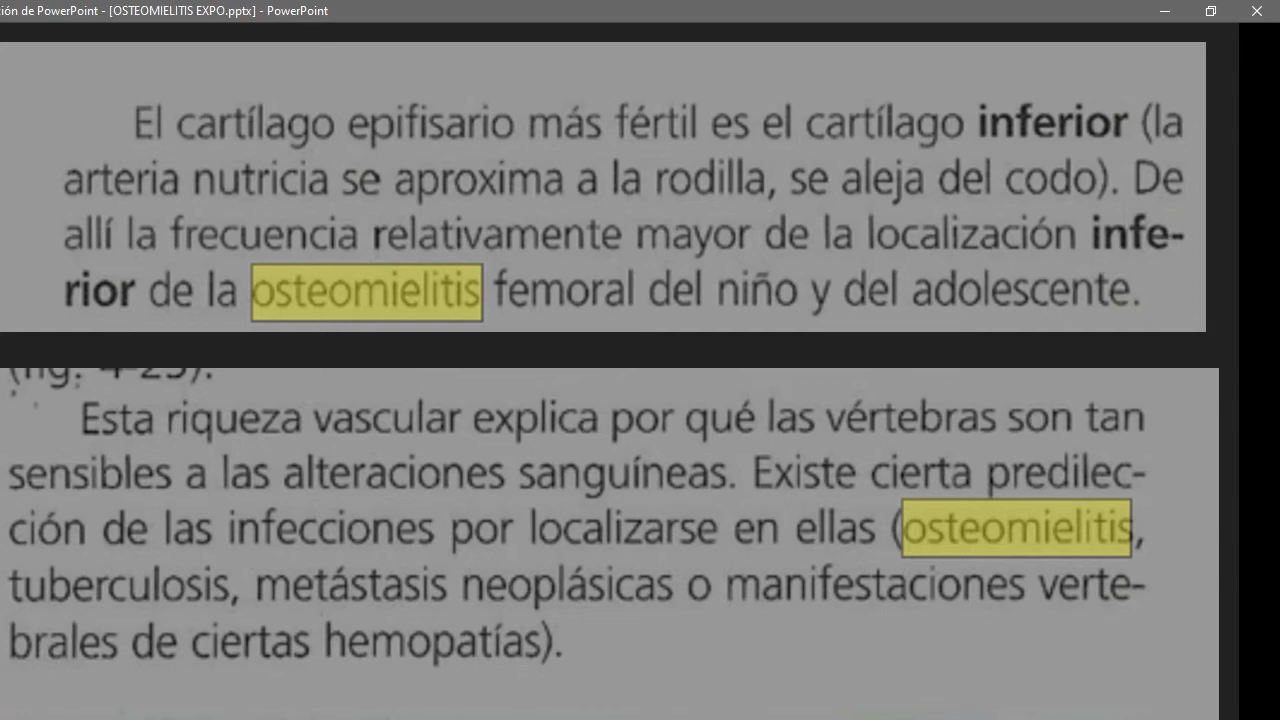 ción de PowerPoint - [OSTEOMIELITIS EXPO.pptx] - PowerPoint
El cartílago epifisario más fértil es el cartílago inferior (la
arteria nutricia se aproxima a la rodilla, se aleja del codo). De
allí la frecuencia relativamente mayor de la localización infe-
rior de la osteomielitis femoral del niño y del adolescente.
(fig. 4-25).
Esta riqueza vascular explica por qué las vértebras son tan
sensibles a las alteraciones sanguíneas. Existe cierta predilec-
ción de las infecciones por localizarse en ellas (osteomielitis,
tuberculosis, metástasis neoplásicas o manifestaciones verte-
brales de ciertas hemopatías).